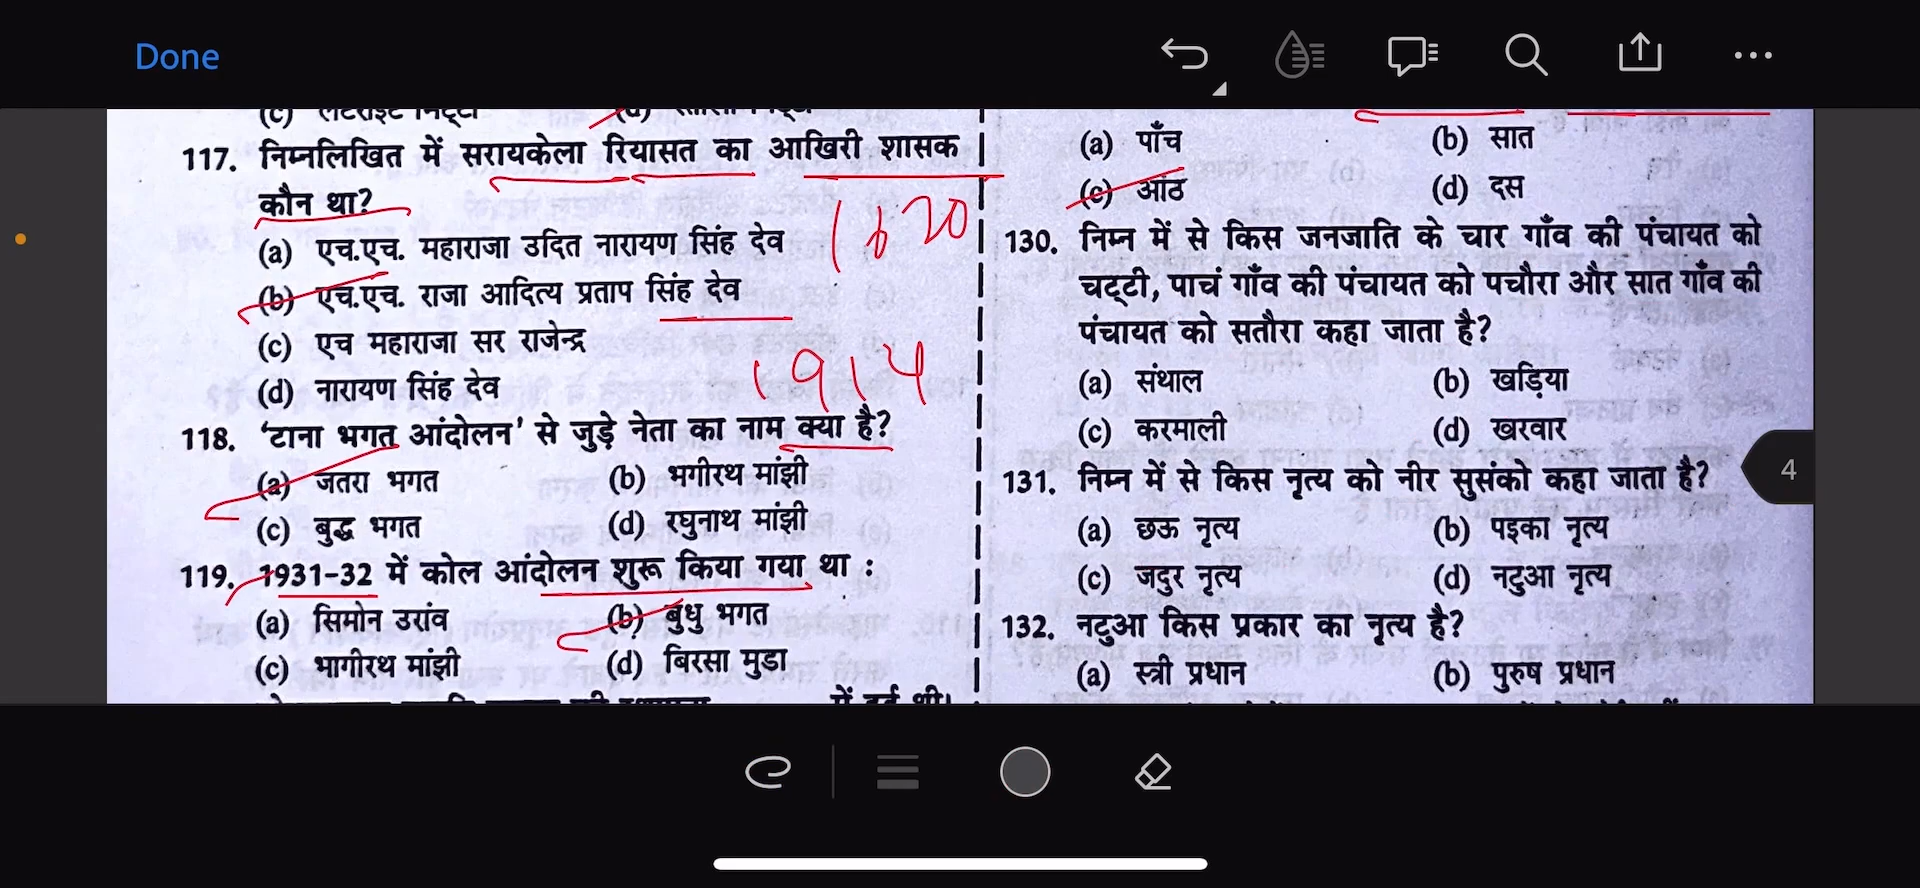 Done
117. निम्नलिखित में सरायकेला रियासत का आखिरी शासक
कौन था?
(a) एच.एच. महाराजा उदित नारायण सिंह देव
(b) एच.एच. राजा आदित्य प्रताप सिंह देव
(c) एच महाराजा सर राजेन्द्र
(d) नारायण सिंह देव
1620
1914
118. 'टाना भगत आंदोलन' से जुड़े नेता का नाम क्या है?
(a) जतरा भगत (b) भगीरथ मांझी
(c) बुद्ध भगत (d) रघुनाथ मांझी
119. 1931-32 में कोल आंदोलन शुरू किया गया था :
(a) सिमोन उरांव (b) बुधु भगत
(c) भागीरथ मांझी (d) बिरसा मुडा
(a) पाँच (b) सात
(c) आठ (d) दस
130. निम्न में से किस जनजाति के चार गाँव की पंचायत को
चट्टी, पाचं गाँव की पंचायत को पचौरा और सात गाँव की
पंचायत को सतौरा कहा जाता है?
(a) संथाल (b) खड़िया
(c) करमाली (d) खरवार
131. निम्न में से किस नृत्य को नीर सुसंको कहा जाता है?
(a) छऊ नृत्य (b) पइका नृत्य
(c) जदुर नृत्य (d) नटुआ नृत्य
132. नटुआ किस प्रकार का नृत्य है?
(a) स्त्री प्रधान (b) पुरुष प्रधान
4